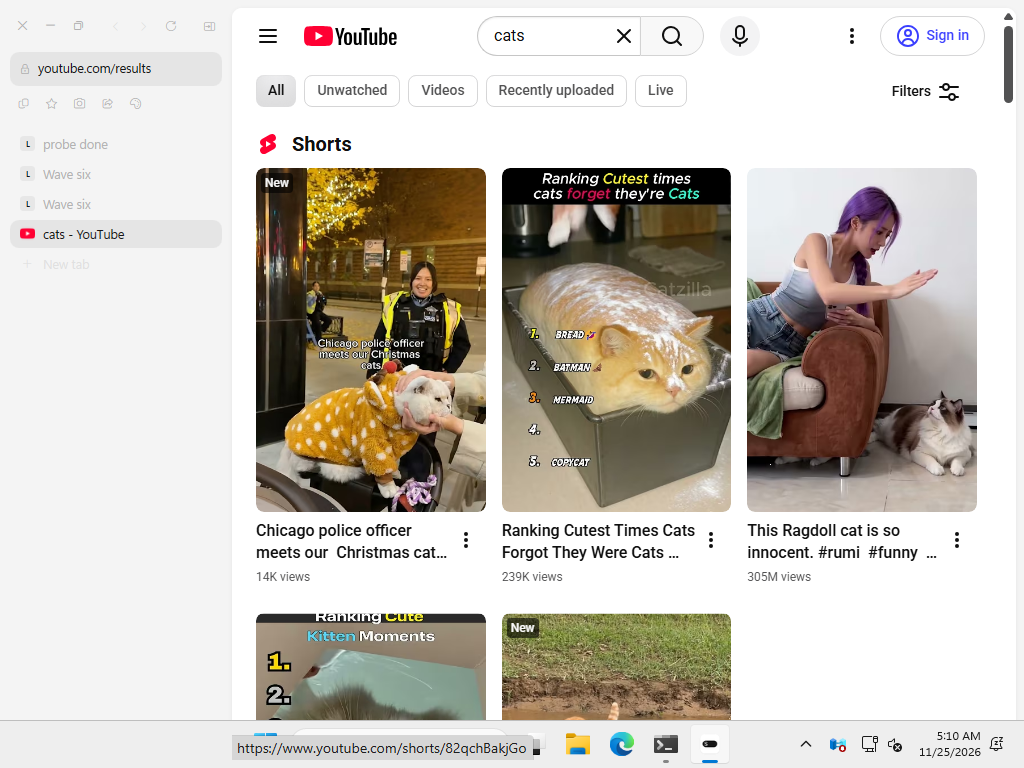 youtube.com/results
L probe done
L Wave six
L Wave six
cats - YouTube
+ New tab
YouTube
cats
Sign in
All
Unwatched
Videos
Recently uploaded
Live
Filters
Shorts
New
Chicago police officer
meets our Christmas
cats
Chicago police officer
meets our Christmas cat...
14K views
Ranking Cutest times
cats forget they're Cats
Catzilla
1. BREAD
2. BATMAN
3. MERMAID
4.
5. COPYCAT
Ranking Cutest Times Cats
Forgot They Were Cats ...
239K views
This Ragdoll cat is so
innocent. #rumi #funny ...
305M views
Ranking Cute
Kitten Moments
1.
2.
New
https://www.youtube.com/shorts/82qchBakjGo
5:10 AM
11/25/2026